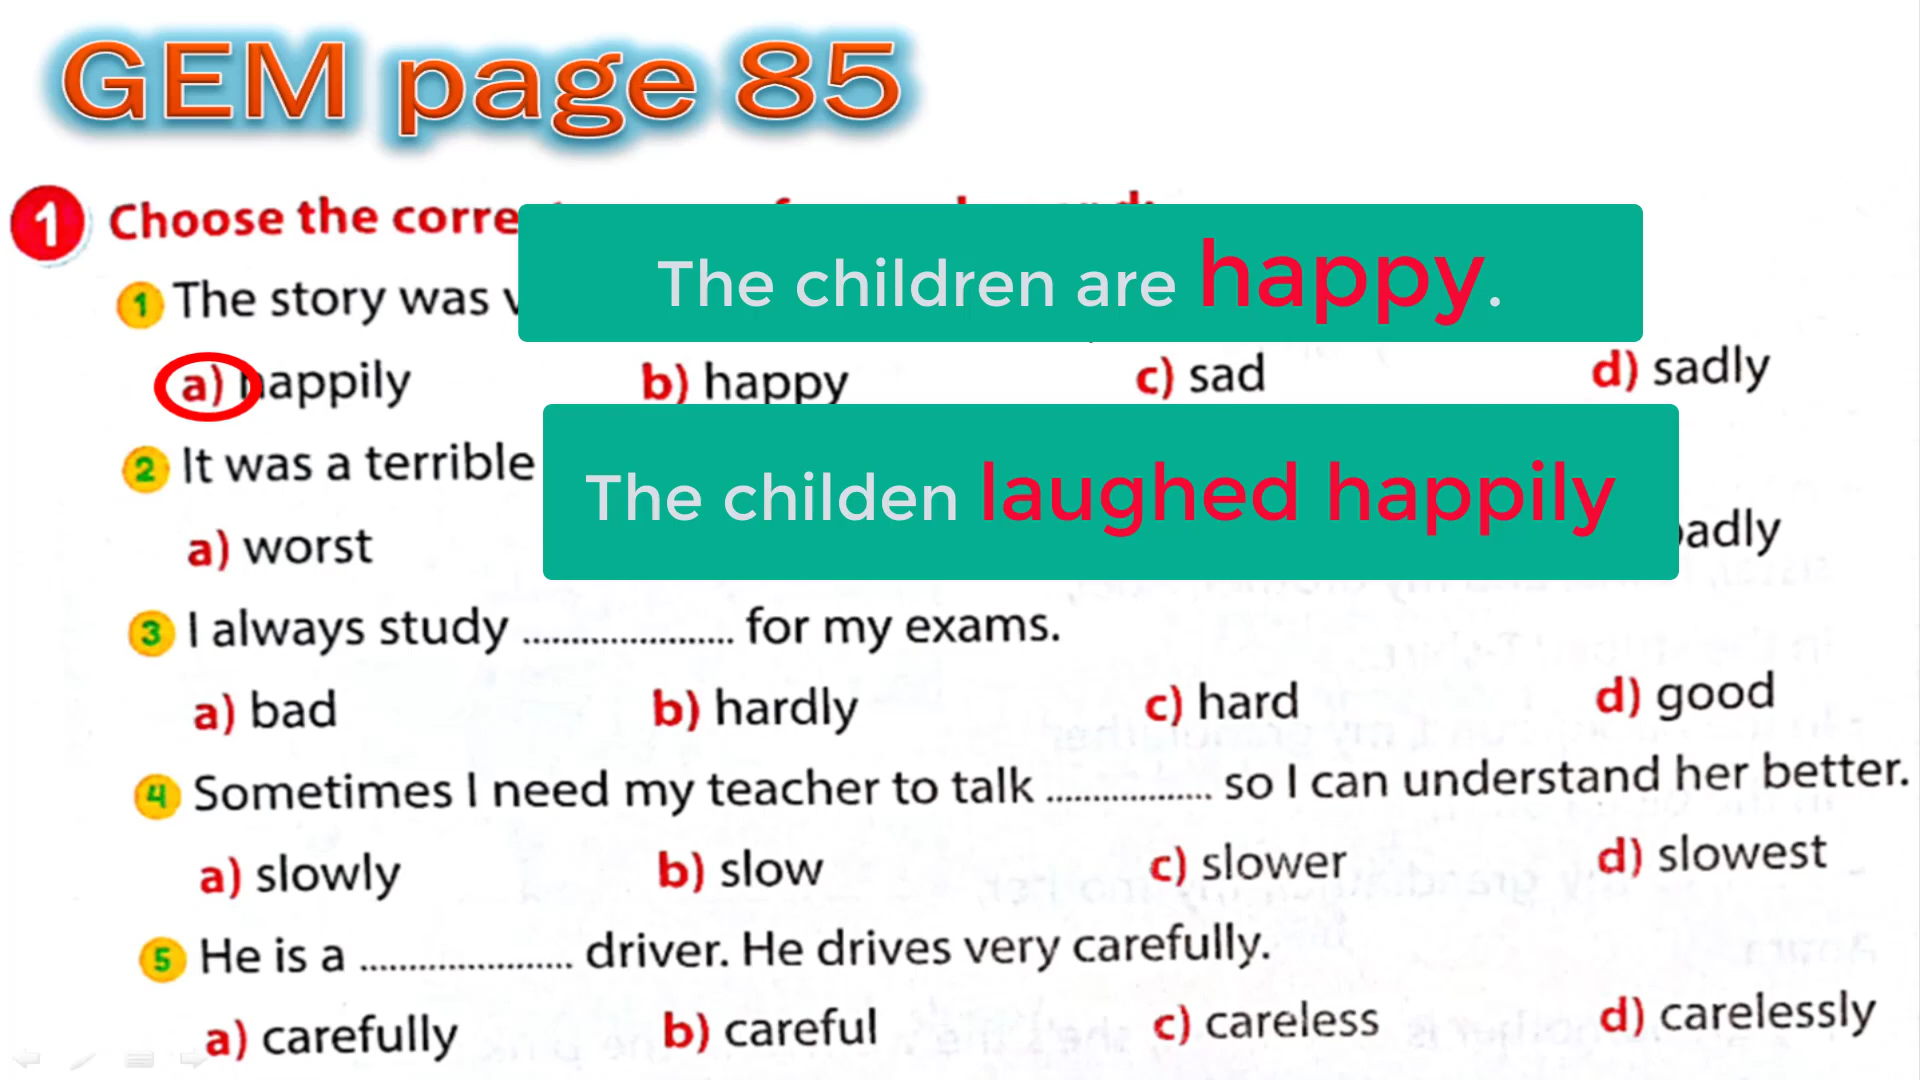 GEM page 85
1 Choose the corre
The children are happy.
1 The story was v
a) happily b) happy c) sad d) sadly
2 It was a terrible
The childen laughed happily
a) worst badly
3 I always study ..................... for my exams.
a) bad b) hardly c) hard d) good
4 Sometimes I need my teacher to talk ................. so I can understand her better.
a) slowly b) slow c) slower d) slowest
5 He is a ..................... driver. He drives very carefully.
a) carefully b) careful c) careless d) carelessly